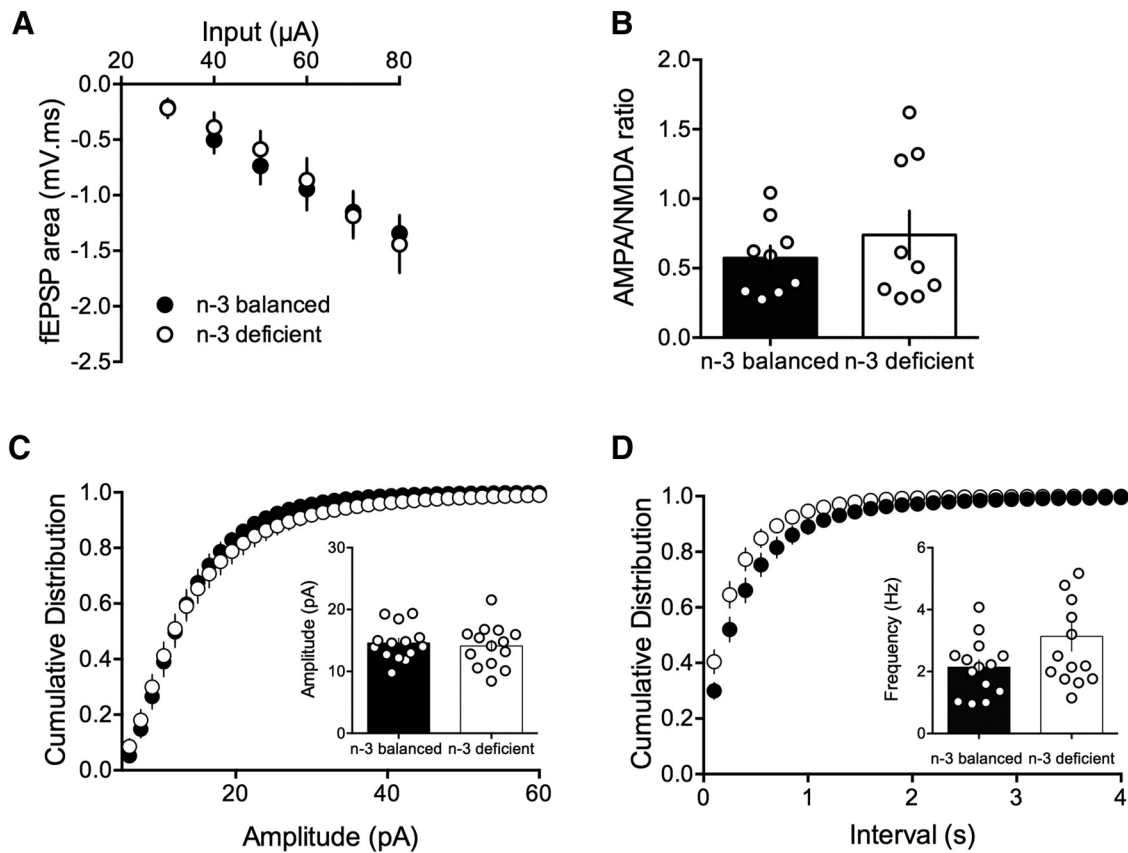 A
Input (µA)
20 40 60 80
fEPSP area (mV.ms)
0.0
-0.5
-1.0
-1.5
-2.0
-2.5
n-3 balanced
n-3 deficient
B
AMPA/NMDA ratio
2.0
1.5
1.0
0.5
0.0
n-3 balanced n-3 deficient
C
Cumulative Distribution
1.0
0.8
0.6
0.4
0.2
0.0
20 40 60
Amplitude (pA)
Amplitude (pA)
30
20
10
0
n-3 balanced n-3 deficient
D
Cumulative Distribution
1.0
0.8
0.6
0.4
0.2
0.0
0 1 2 3 4
Interval (s)
Frequency (Hz)
6
4
2
0
n-3 balanced n-3 deficient